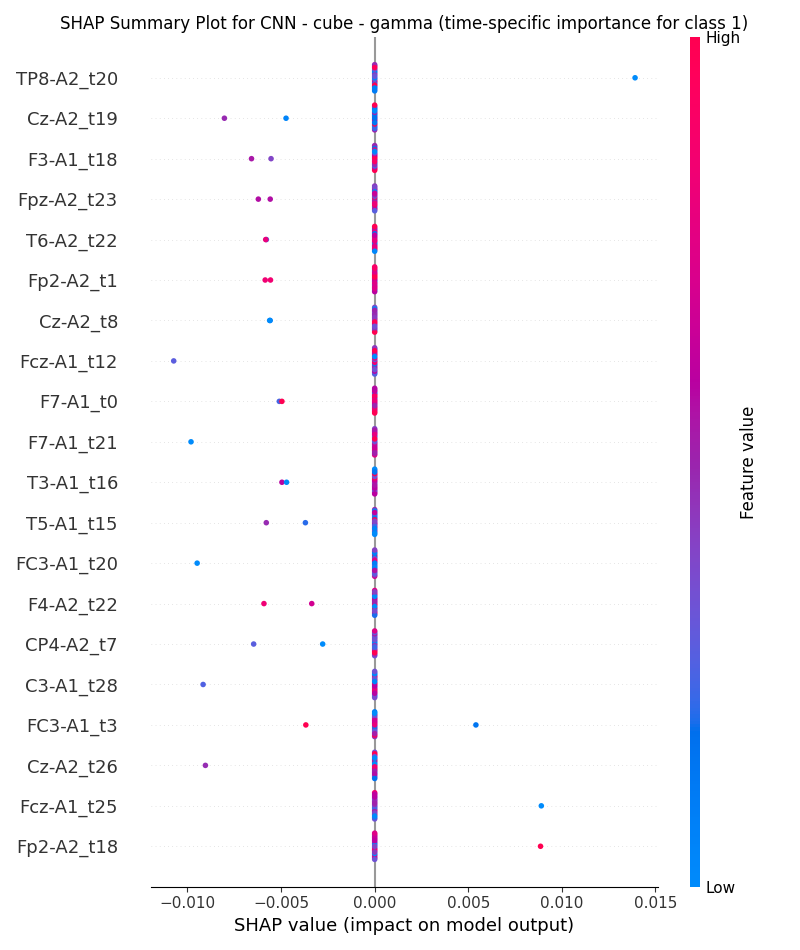 SHAP Summary Plot for CNN - cube - gamma (time-specific importance for class 1)
High
TP8-A2_t20
Cz-A2_t19
F3-A1_t18
Fpz-A2_t23
T6-A2_t22
Fp2-A2_t1
Cz-A2_t8
Fcz-A1_t12
F7-A1_t0
F7-A1_t21
T3-A1_t16
T5-A1_t15
FC3-A1_t20
F4-A2_t22
CP4-A2_t7
C3-A1_t28
FC3-A1_t3
Cz-A2_t26
Fcz-A1_t25
Fp2-A2_t18
Feature value
Low
−0.010 −0.005 0.000 0.005 0.010 0.015
SHAP value (impact on model output)